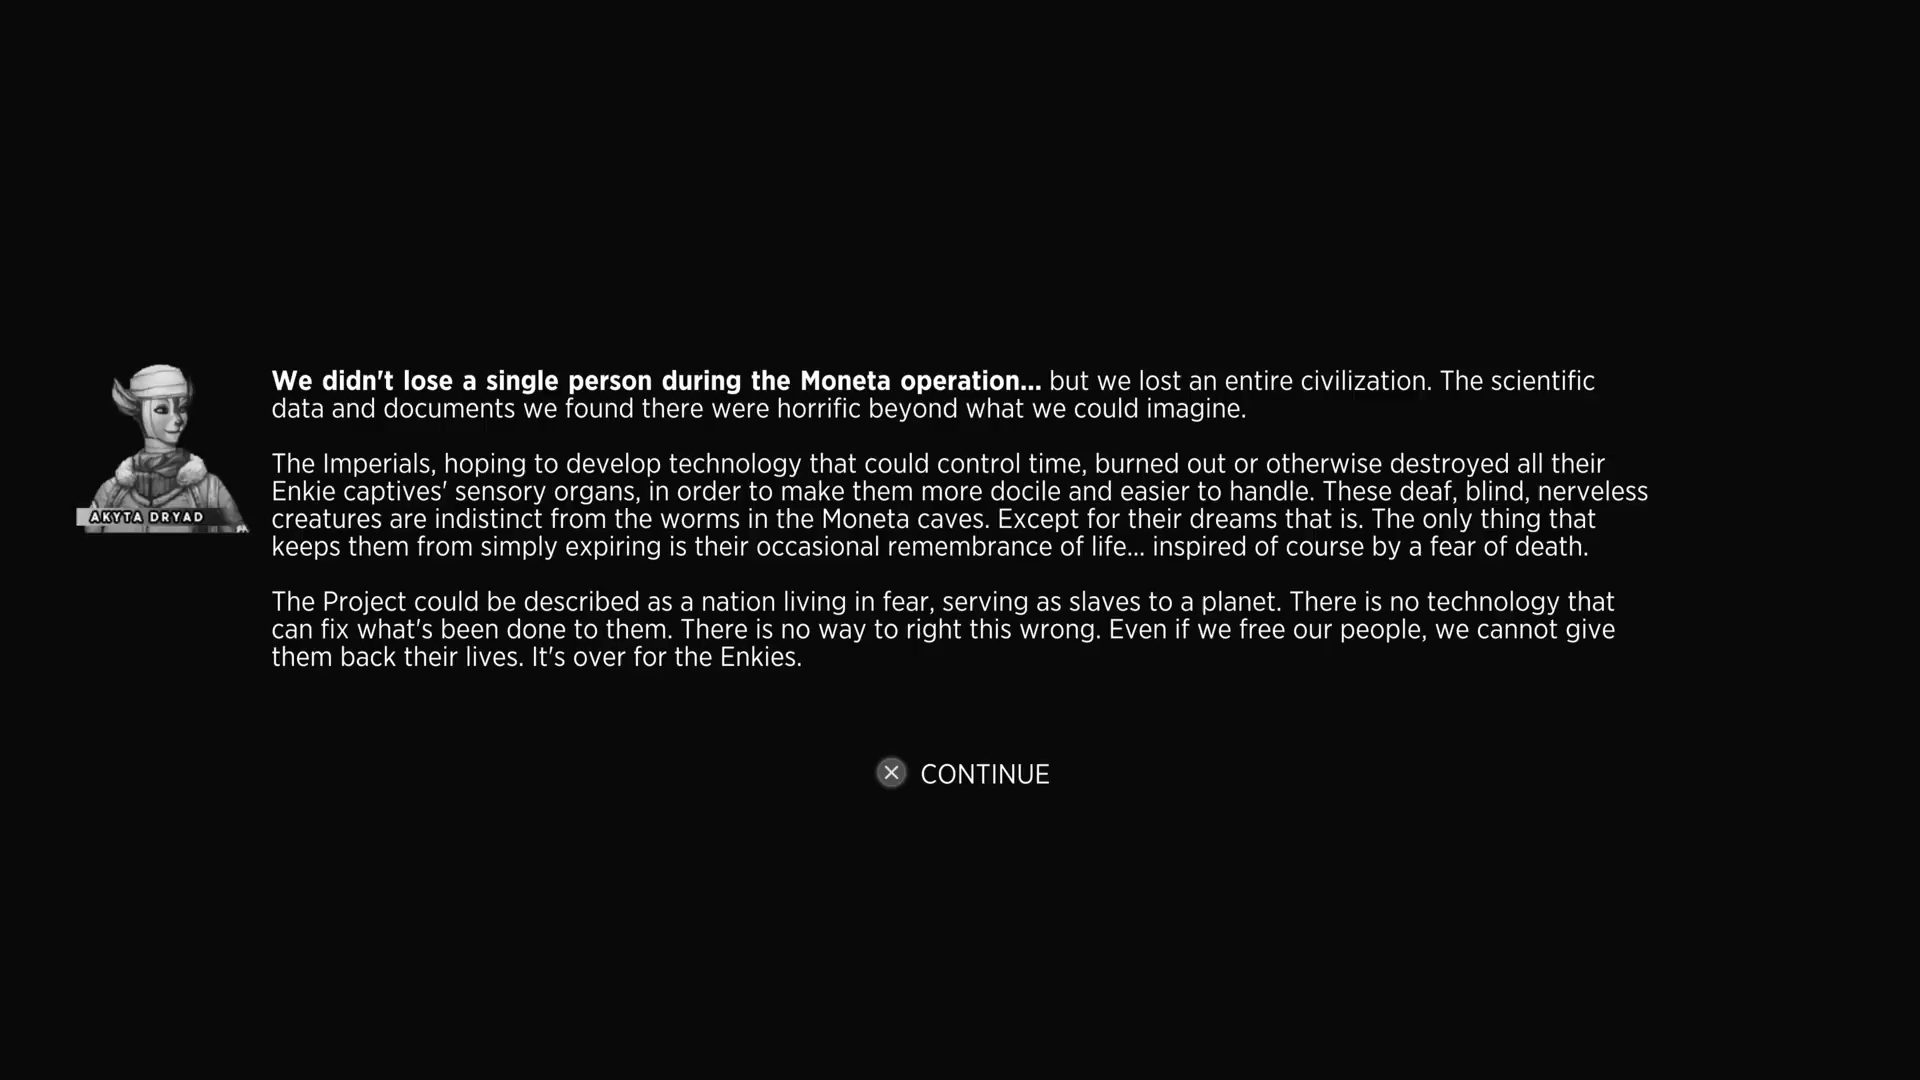 We didn't lose a single person during the Moneta operation... but we lost an entire civilization. The scientific
data and documents we found there were horrific beyond what we could imagine.
The Imperials, hoping to develop technology that could control time, burned out or otherwise destroyed all their
Enkie captives' sensory organs, in order to make them more docile and easier to handle. These deaf, blind, nerveless
creatures are indistinct from the worms in the Moneta caves. Except for their dreams that is. The only thing that
keeps them from simply expiring is their occasional remembrance of life... inspired of course by a fear of death.
AKYTA DRYAD
The Project could be described as a nation living in fear, serving as slaves to a planet. There is no technology that
can fix what's been done to them. There is no way to right this wrong. Even if we free our people, we cannot give
them back their lives. It's over for the Enkies.
CONTINUE